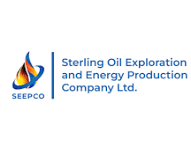 Sterling Oil Exploration
and Energy Production
Company Ltd.
SEEPCO